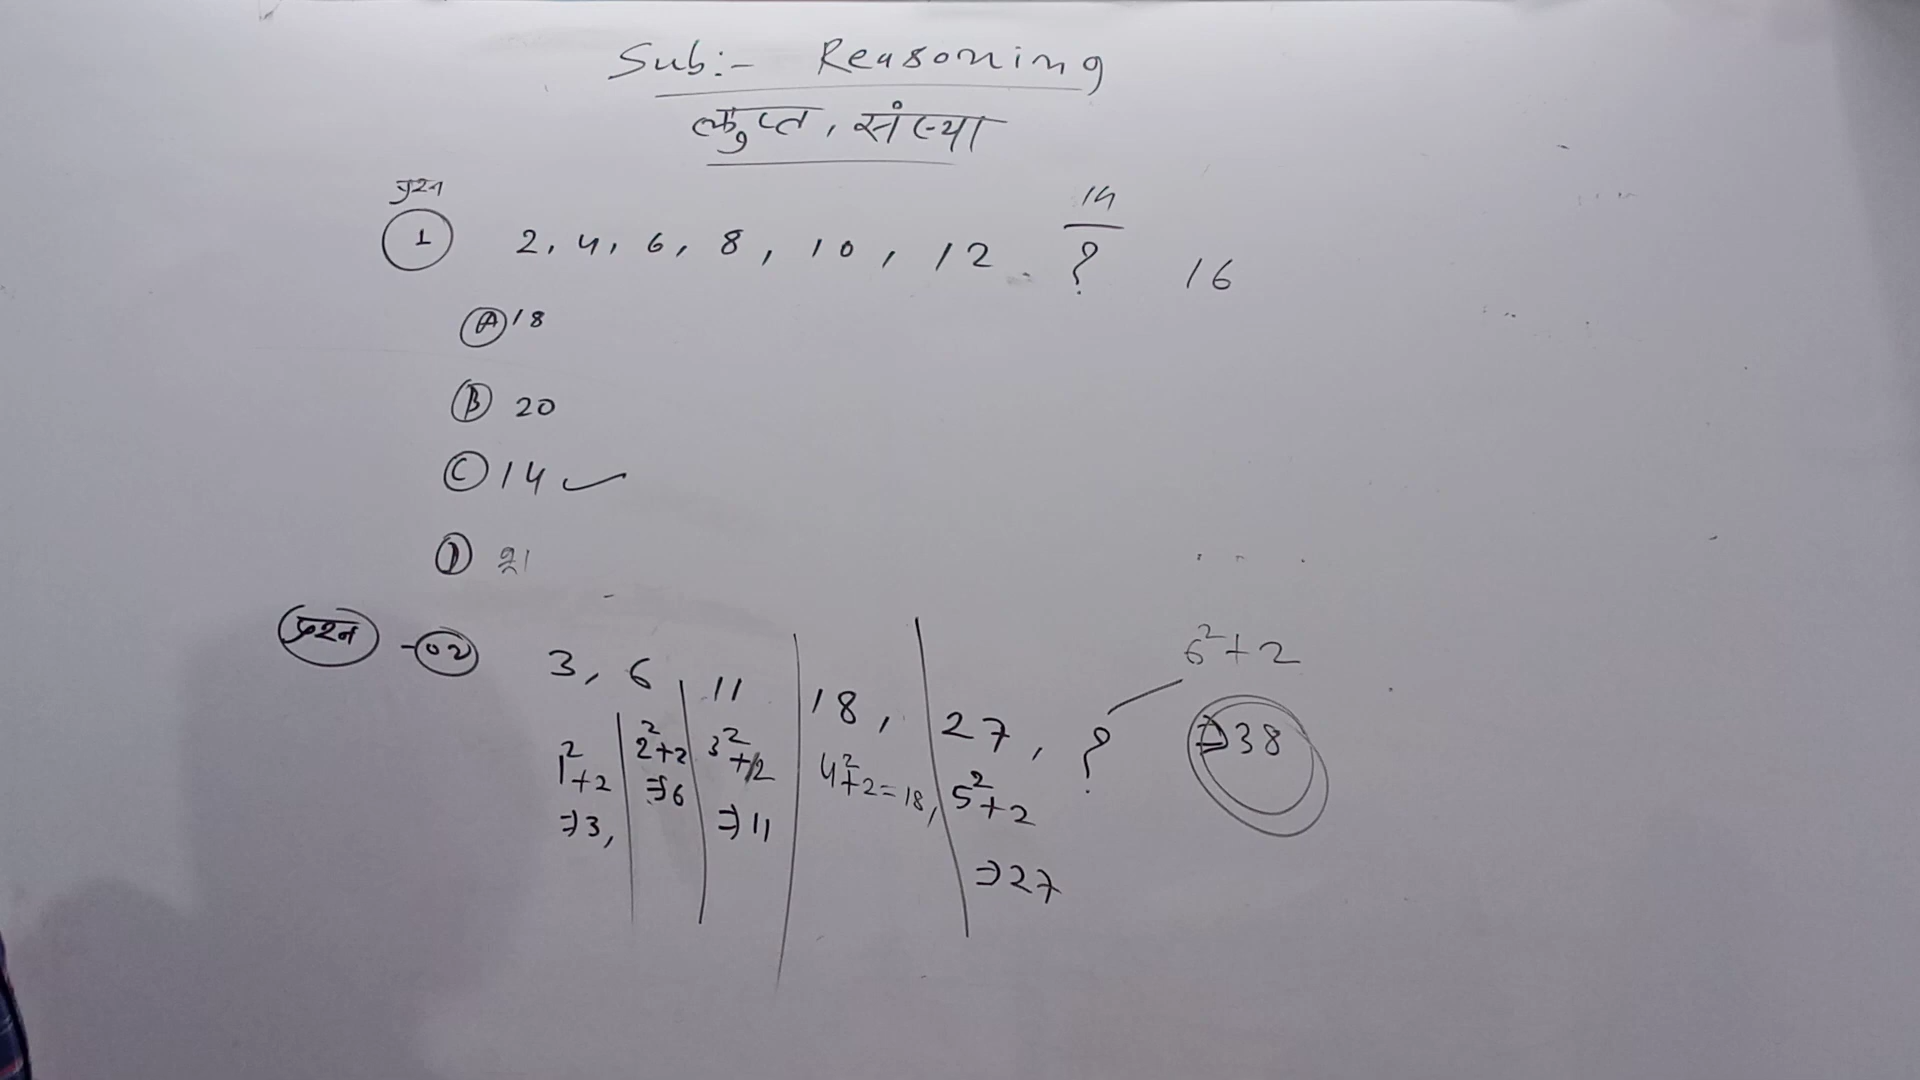 Sub:- Reasoning
लुप्त, संख्या
प्रश्न
14
1 2, 4, 6, 8, 10, 12 ? 16
A 18
B 20
C 14 ✓
D 21
प्रश्न -02 3, 6, 11 18, 27, ?
6²+2
⇒38
1²+2 2²+2 3²+2 4²+2=18, 5²+2
⇒3, ⇒6 ⇒11 ⇒27